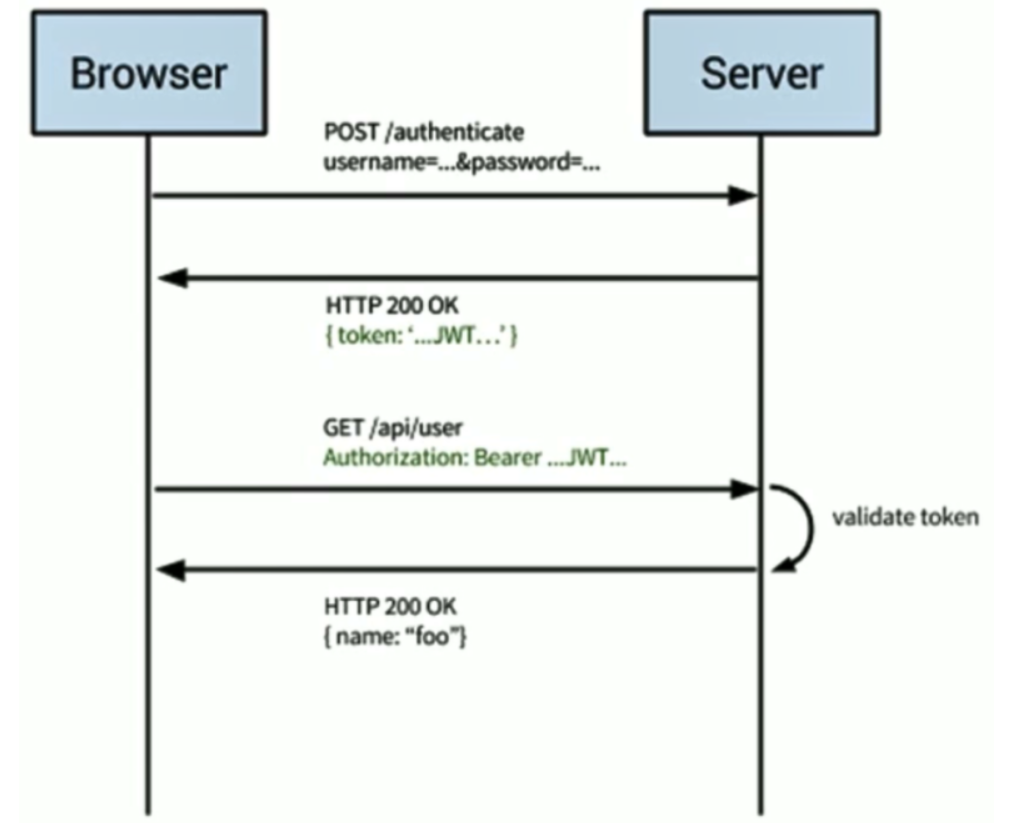 Browser
Server
POST /authenticate
username=...&password=...
HTTP 200 OK
{ token: ‘...JWT...’ }
GET /api/user
Authorization: Bearer ...JWT...
validate token
HTTP 200 OK
{ name: “foo”}